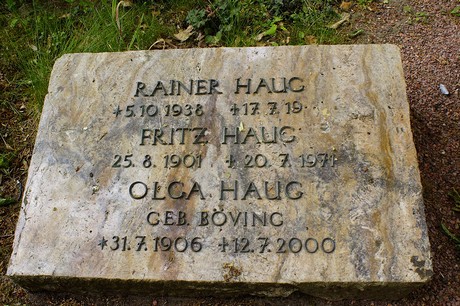 RAINER HAUG
*5.10.1938 †17.7.19
FRITZ HAUG
25.8.1901 †20.7.1971
OLGA HAUG
GEB. BÖVING
*31.7.1906 †12.7.2000